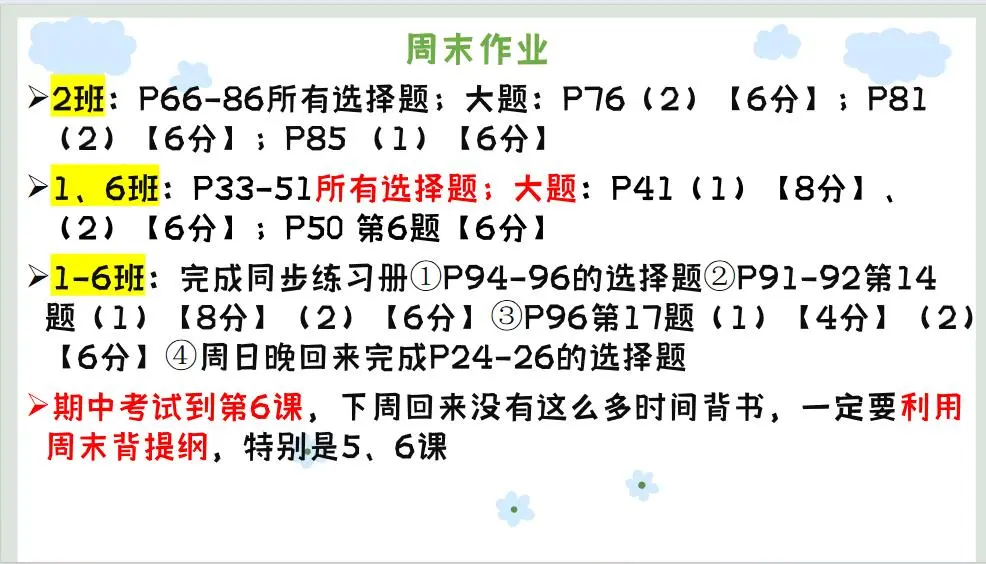 周末作业
➢2班：P66-86所有选择题；大题：P76（2）【6分】；P81
（2）【6分】；P85 （1）【6分】
➢1、6班：P33-51所有选择题；大题：P41（1）【8分】、
（2）【6分】；P50 第6题【6分】
➢1-6班：完成同步练习册①P94-96的选择题②P91-92第14
题（1）【8分】（2）【6分】③P96第17题（1）【4分】（2）
【6分】④周日晚回来完成P24-26的选择题
➢期中考试到第6课，下周回来没有这么多时间背书，一定要利用
周末背提纲，特别是5、6课